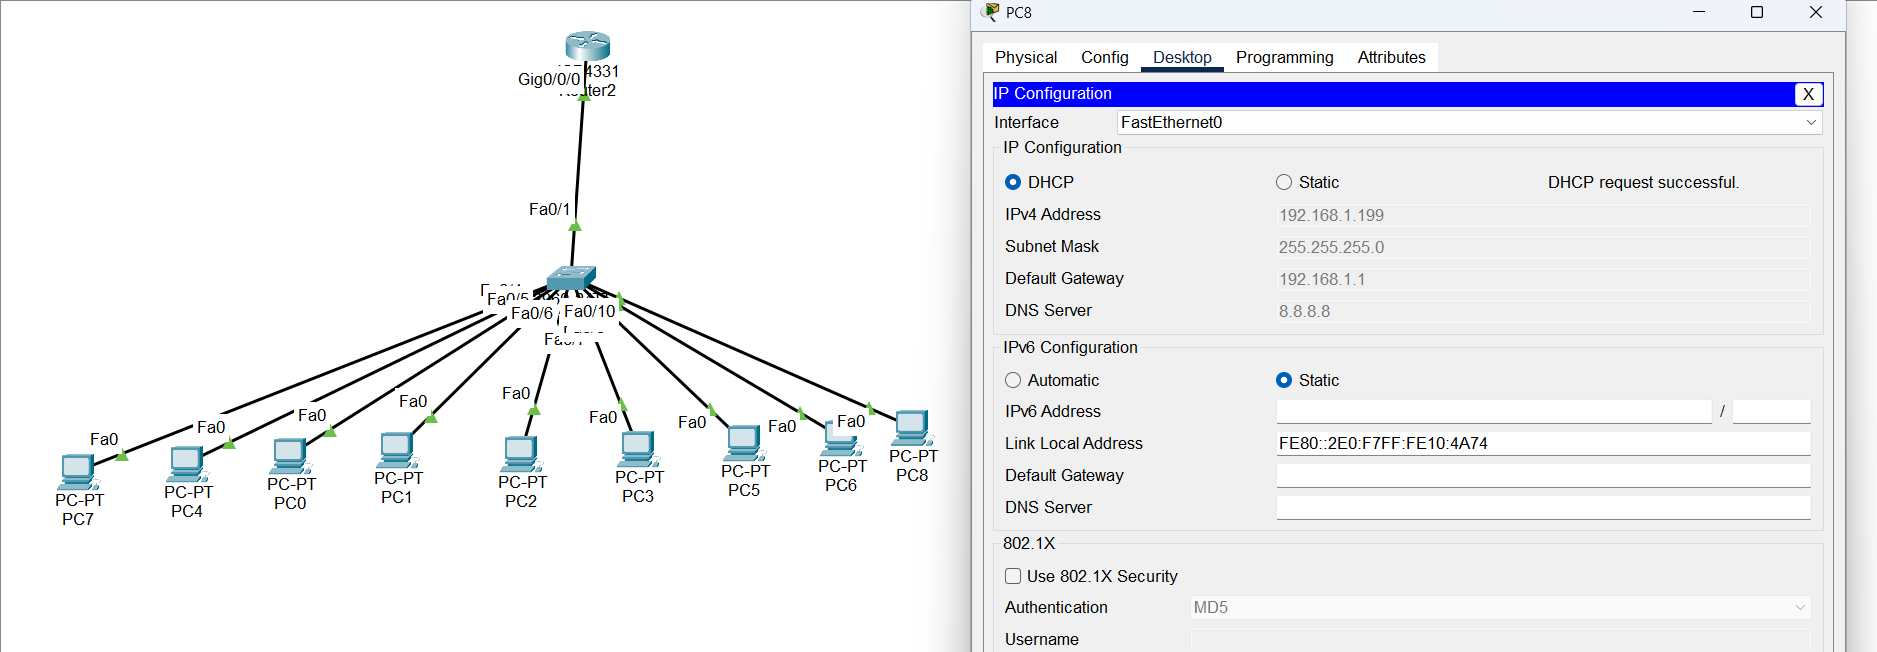 4331
Gig0/0/0
Router2
Fa0/1
Fa0/5
Fa0/6
Fa0/10
Fa0
Fa0
Fa0
Fa0
Fa0
Fa0
Fa0
Fa0
Fa0
PC-PT
PC7
PC-PT
PC4
PC-PT
PC0
PC-PT
PC1
PC-PT
PC2
PC-PT
PC3
PC-PT
PC5
PC-PT
PC6
PC-PT
PC8
PC8
Physical Config Desktop Programming Attributes
IP Configuration X
Interface FastEthernet0
IP Configuration
DHCP Static DHCP request successful.
IPv4 Address 192.168.1.199
Subnet Mask 255.255.255.0
Default Gateway 192.168.1.1
DNS Server 8.8.8.8
IPv6 Configuration
Automatic Static
IPv6 Address /
Link Local Address FE80::2E0:F7FF:FE10:4A74
Default Gateway
DNS Server
802.1X
Use 802.1X Security
Authentication MD5
Username